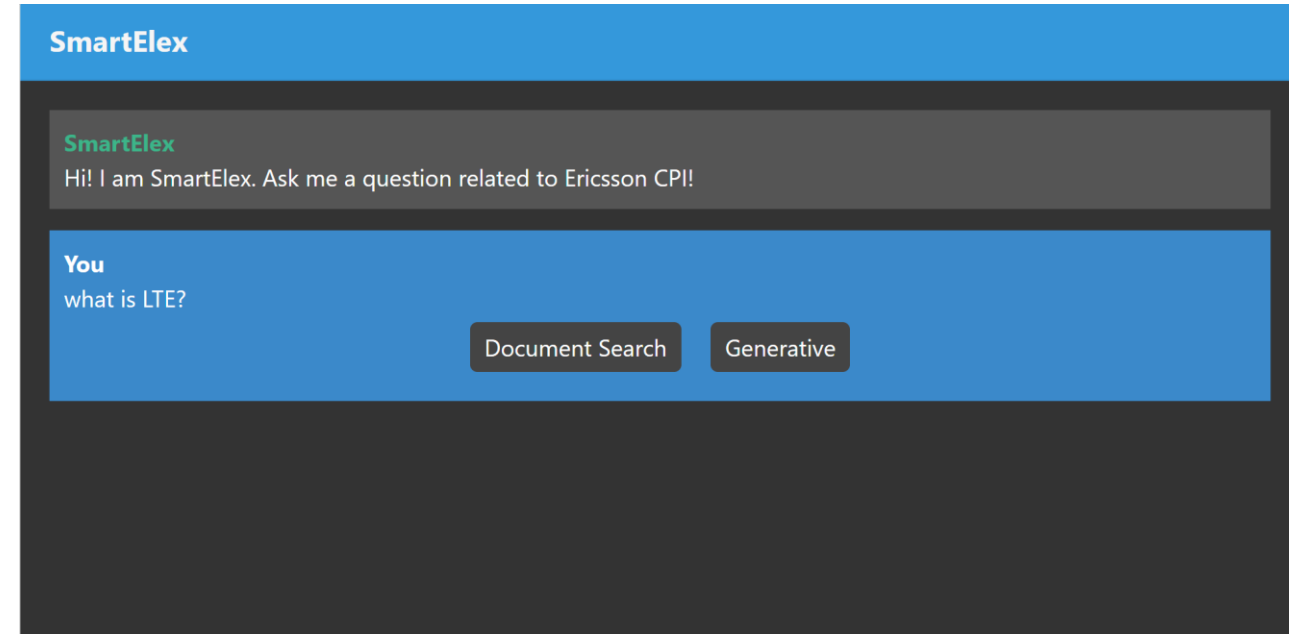 SmartElex
SmartElex
Hi! I am SmartElex. Ask me a question related to Ericsson CPI!
You
what is LTE?
Document Search Generative